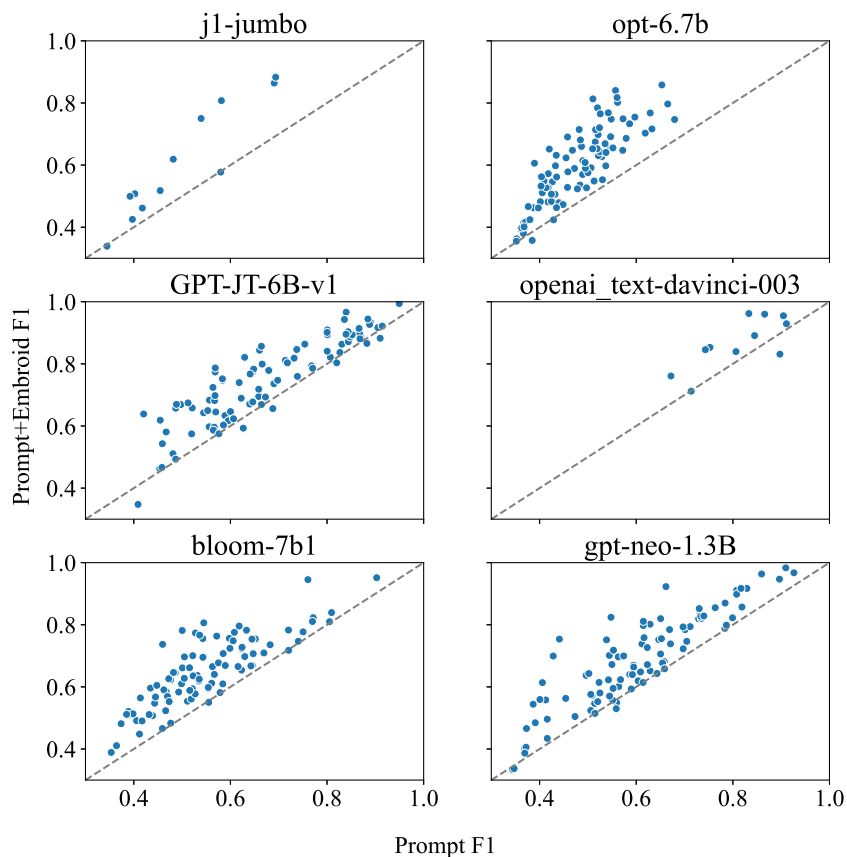 j1-jumbo
opt-6.7b
1.0
0.8
0.6
0.4
GPT-JT-6B-v1
openai_text-davinci-003
1.0
0.8
0.6
0.4
Prompt+Embroid F1
bloom-7b1
gpt-neo-1.3B
1.0
0.8
0.6
0.4
0.4 0.6 0.8 1.0
0.4 0.6 0.8 1.0
Prompt F1